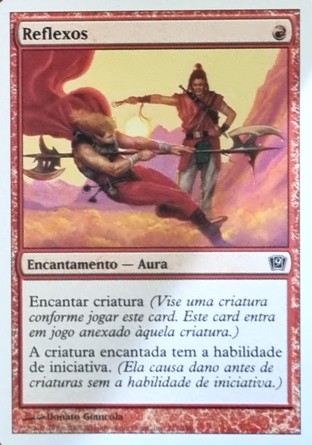 Reflexos
Encantamento — Aura
Encantar criatura (Vise uma criatura
conforme jogar este card. Este card entra
em jogo anexado àquela criatura.)
A criatura encantada tem a habilidade
de iniciativa. (Ela causa dano antes de
criaturas sem a habilidade de iniciativa.)
Donato Giancola